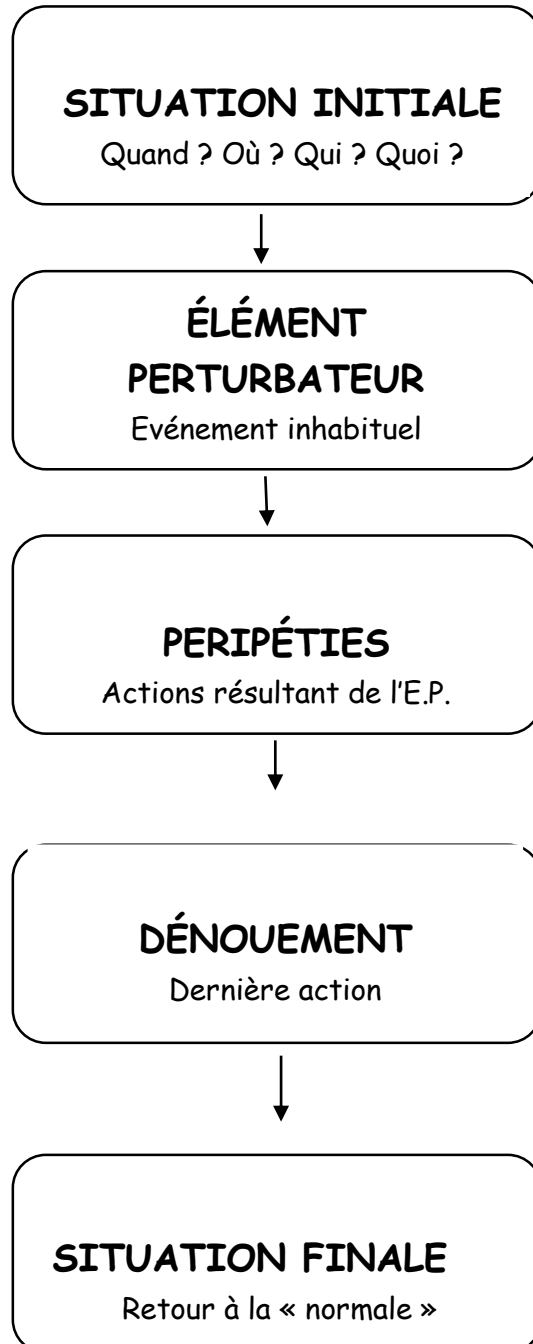 SITUATION INITIALE
Quand ? Où ? Qui ? Quoi ?
ÉLÉMENT
PERTURBATEUR
Evénement inhabituel
PERIPÉTIES
Actions résultant de l'E.P.
DÉNOUEMENT
Dernière action
SITUATION FINALE
Retour à la « normale »